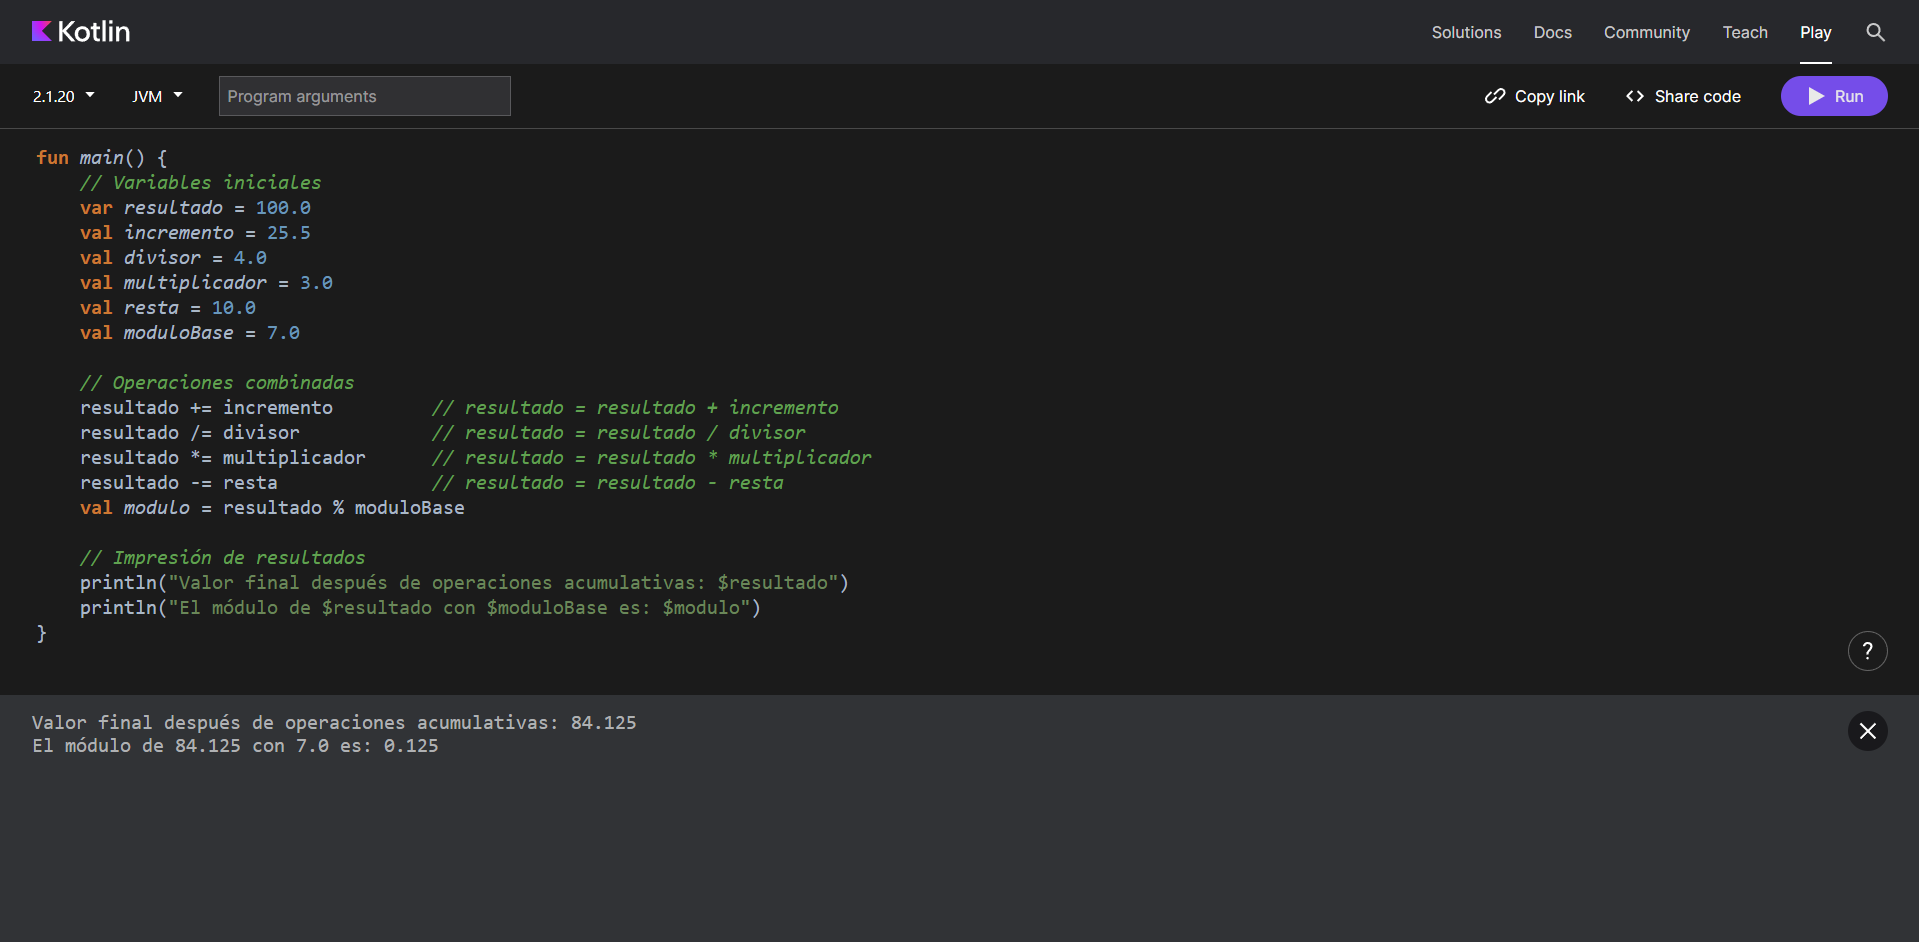 Kotlin
Solutions Docs Community Teach Play
2.1.20 JVM Program arguments Copy link Share code Run
fun main() {
    // Variables iniciales
    var resultado = 100.0
    val incremento = 25.5
    val divisor = 4.0
    val multiplicador = 3.0
    val resta = 10.0
    val moduloBase = 7.0
    // Operaciones combinadas
    resultado += incremento         // resultado = resultado + incremento
    resultado /= divisor            // resultado = resultado / divisor
    resultado *= multiplicador      // resultado = resultado * multiplicador
    resultado -= resta              // resultado = resultado - resta
    val modulo = resultado % moduloBase
    // Impresión de resultados
    println("Valor final después de operaciones acumulativas: $resultado")
    println("El módulo de $resultado con $moduloBase es: $modulo")
}
?
Valor final después de operaciones acumulativas: 84.125
El módulo de 84.125 con 7.0 es: 0.125